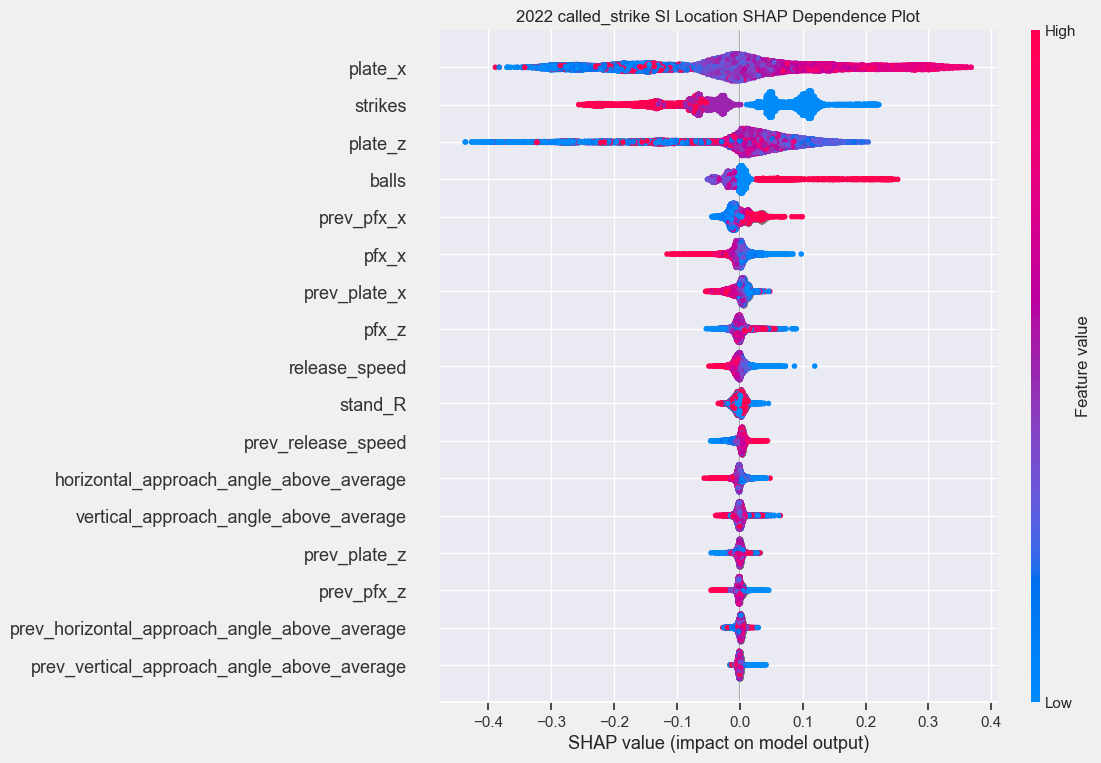 2022 called_strike SI Location SHAP Dependence Plot
High
plate_x
strikes
plate_z
balls
prev_pfx_x
pfx_x
prev_plate_x
pfx_z
release_speed
stand_R
prev_release_speed
horizontal_approach_angle_above_average
vertical_approach_angle_above_average
prev_plate_z
prev_pfx_z
prev_horizontal_approach_angle_above_average
prev_vertical_approach_angle_above_average
Feature value
Low
−0.4 −0.3 −0.2 −0.1 0.0 0.1 0.2 0.3 0.4
SHAP value (impact on model output)